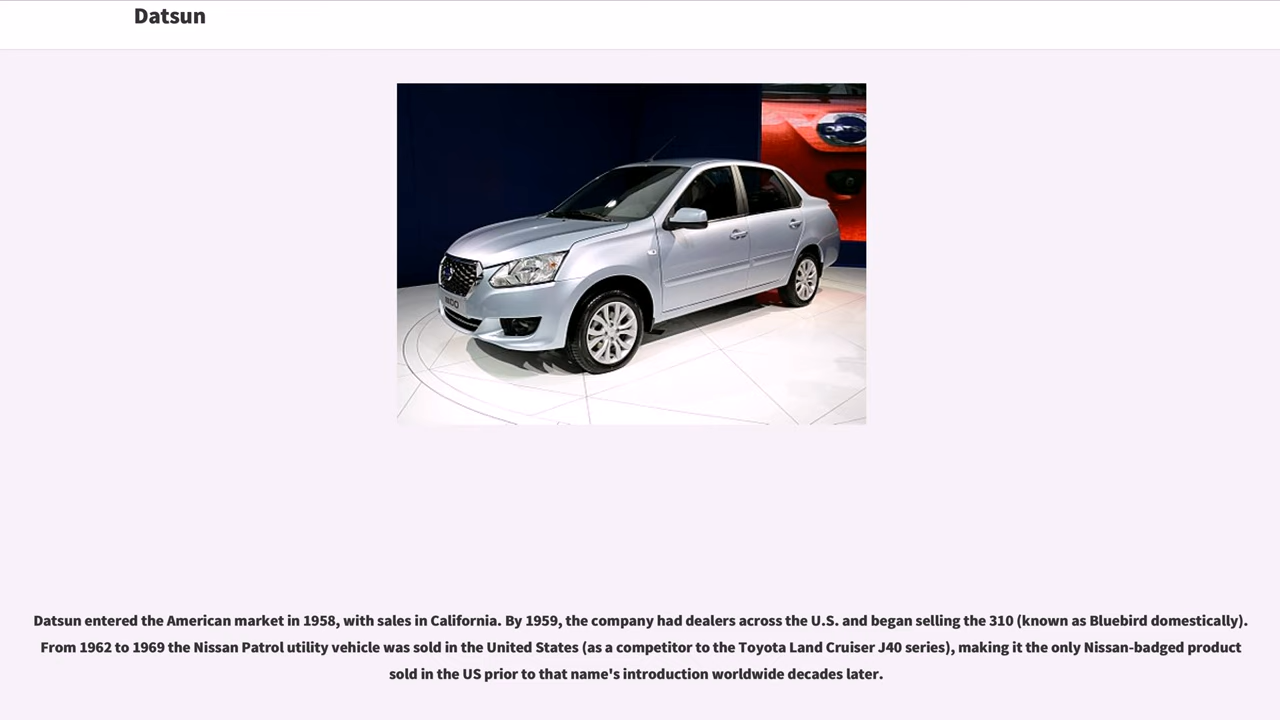 Datsun
DATSUN
Datsun entered the American market in 1958, with sales in California. By 1959, the company had dealers across the U.S. and began selling the 310 (known as Bluebird domestically).
From 1962 to 1969 the Nissan Patrol utility vehicle was sold in the United States (as a competitor to the Toyota Land Cruiser J40 series), making it the only Nissan-badged product
sold in the US prior to that name's introduction worldwide decades later.